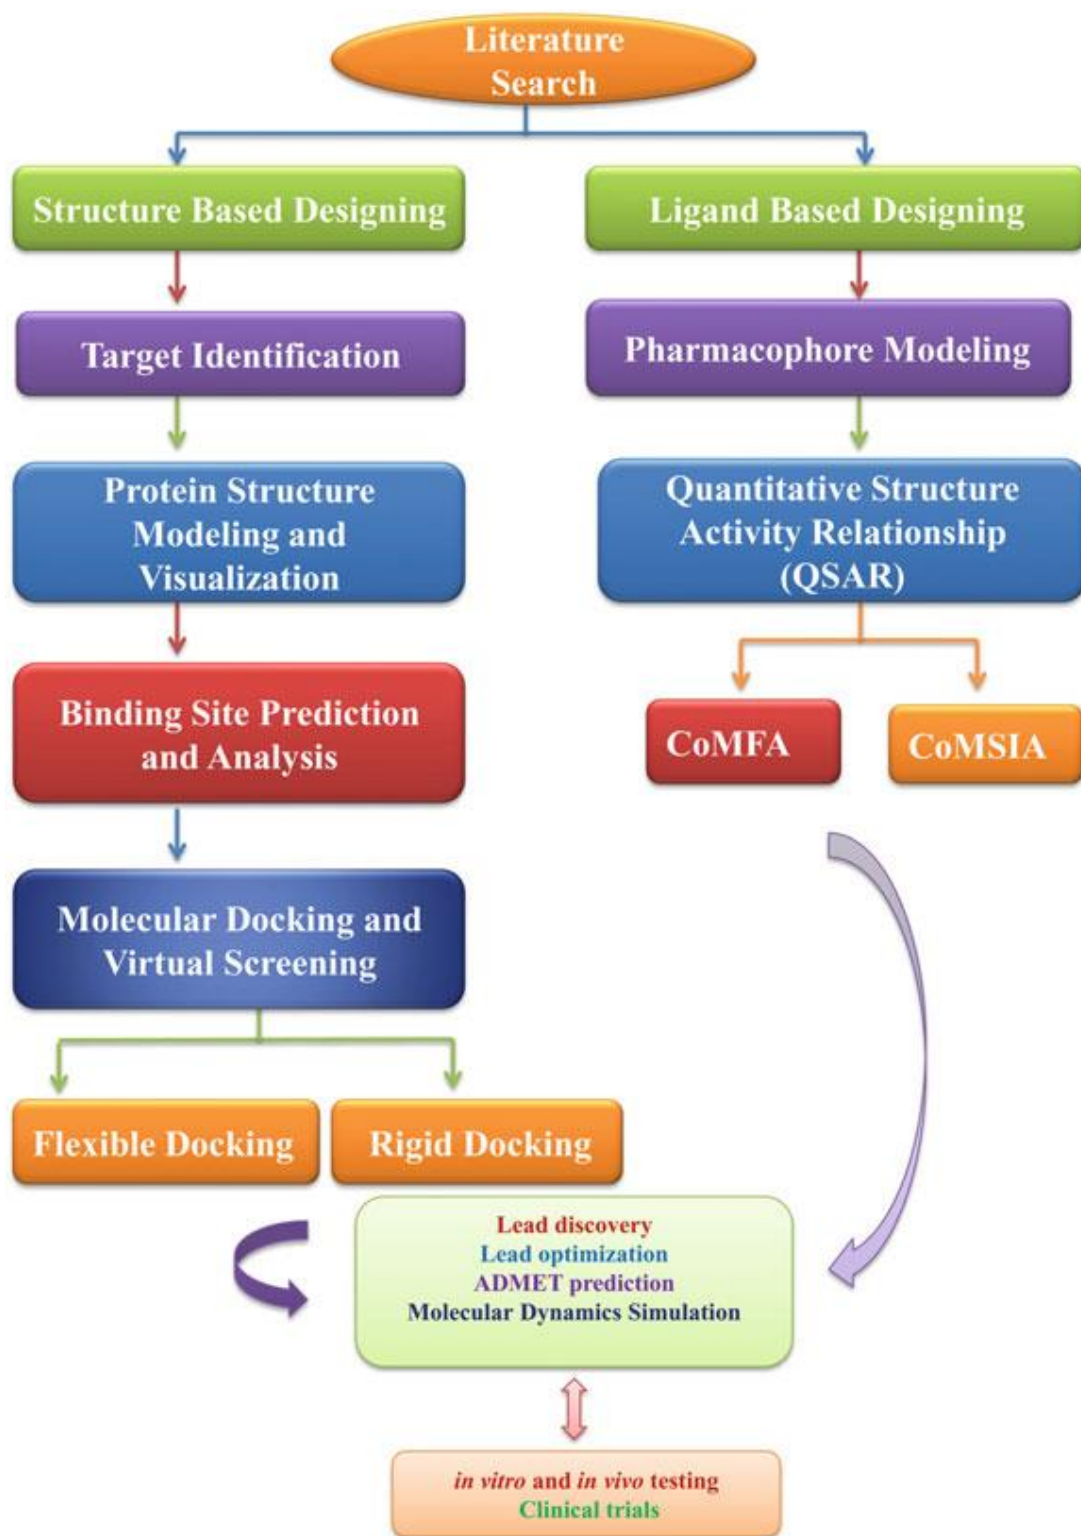 Literature
Search
Structure Based Designing
Ligand Based Designing
Target Identification
Pharmacophore Modeling
Protein Structure
Modeling and
Visualization
Quantitative Structure
Activity Relationship
(QSAR)
Binding Site Prediction
and Analysis
CoMFA
CoMSIA
Molecular Docking and
Virtual Screening
Flexible Docking
Rigid Docking
Lead discovery
Lead optimization
ADMET prediction
Molecular Dynamics Simulation
in vitro and in vivo testing
Clinical trials